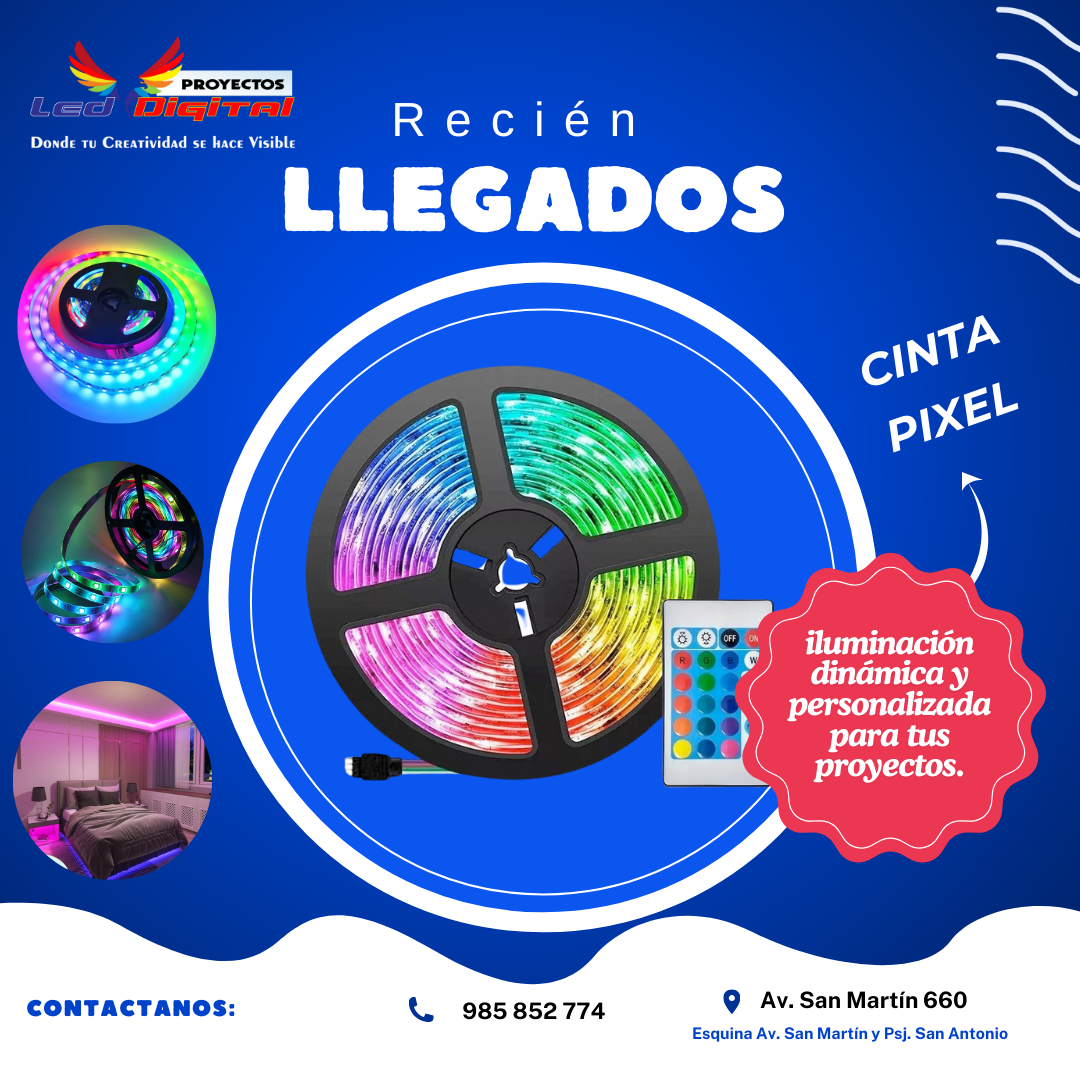 PROYECTOS
Led Digital
Donde tu Creatividad se hace Visible
Recién
LLEGADOS
CINTA
PIXEL
OFF ON
R G B W
iluminación
dinámica y
personalizada
para tus
proyectos.
CONTACTANOS:
985 852 774
Av. San Martín 660
Esquina Av. San Martín y Psj. San Antonio